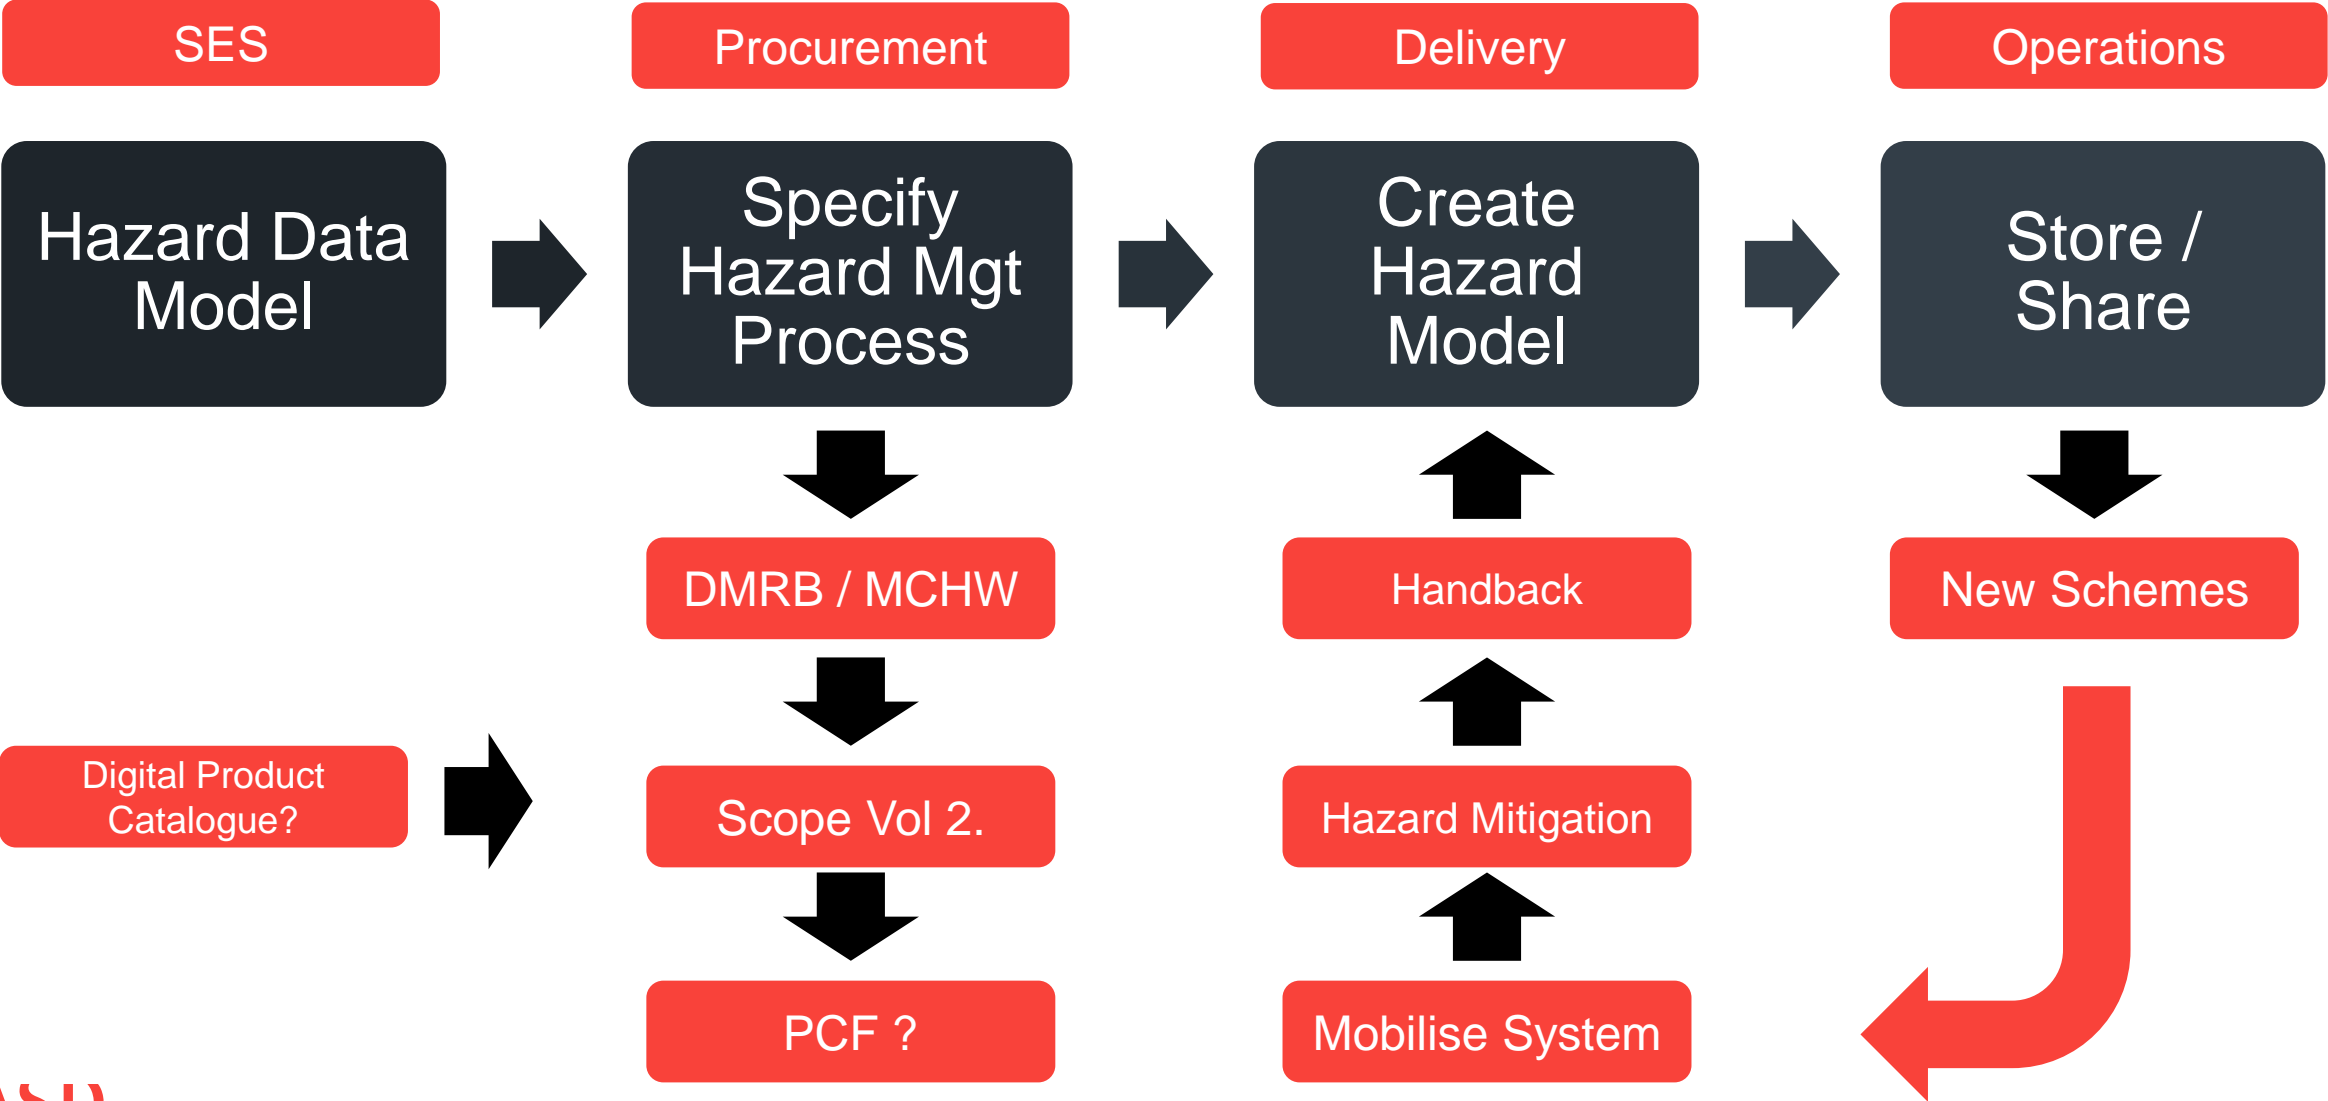 SES
Procurement
Delivery
Operations
Hazard Data
Model
Specify
Hazard Mgt
Process
Create
Hazard
Model
Store /
Share
DMRB / MCHW
Handback
New Schemes
Digital Product
Catalogue?
Scope Vol 2.
Hazard Mitigation
PCF ?
Mobilise System